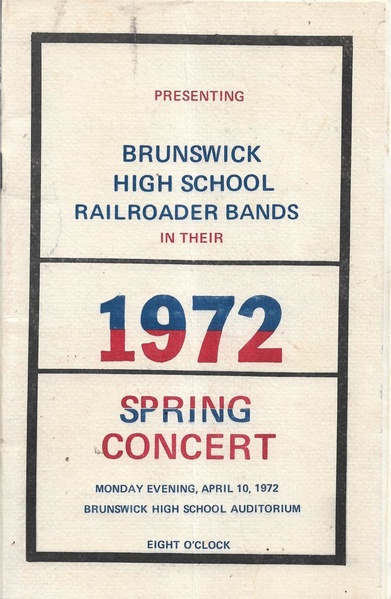 PRESENTING
BRUNSWICK
HIGH SCHOOL
RAILROADER BANDS
IN THEIR
1972
SPRING
CONCERT
MONDAY EVENING, APRIL 10, 1972
BRUNSWICK HIGH SCHOOL AUDITORIUM
EIGHT O'CLOCK